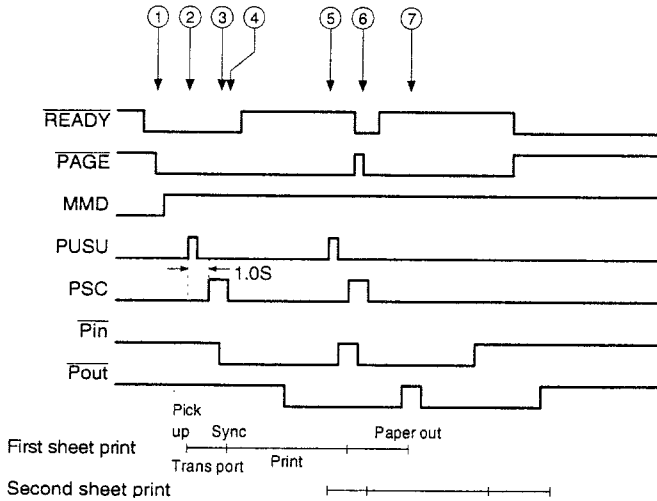 ① ② ③ ④ ⑤ ⑥ ⑦
READY
PAGE
MMD
PUSU
1.0S
PSC
Pin
Pout
Pick
up Sync Paper out
First sheet print
Trans port Print
Second sheet print